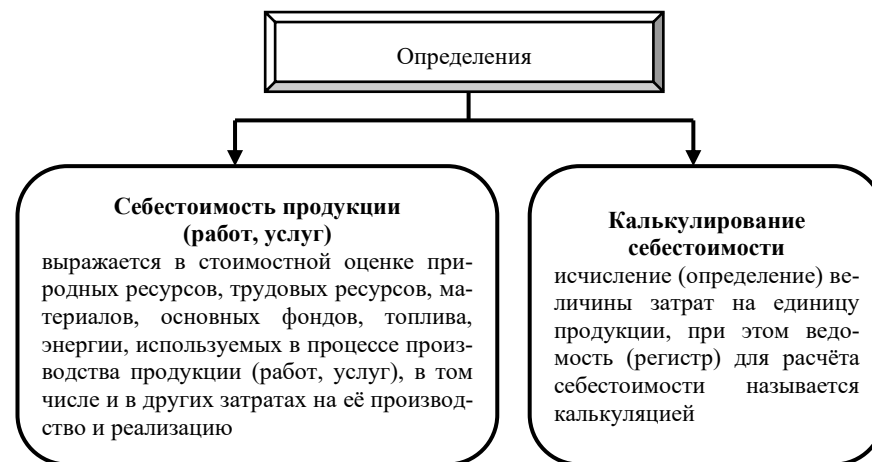 Определения
Себестоимость продукции
(работ, услуг)
выражается в стоимостной оценке при-
родных ресурсов, трудовых ресурсов, ма-
териалов, основных фондов, топлива,
энергии, используемых в процессе произ-
водства продукции (работ, услуг), в том
числе и в других затратах на её производ-
ство и реализацию
Калькулирование
себестоимости
исчисление (определение) ве-
личины затрат на единицу
продукции, при этом ведо-
мость (регистр) для расчёта
себестоимости называется
калькуляцией